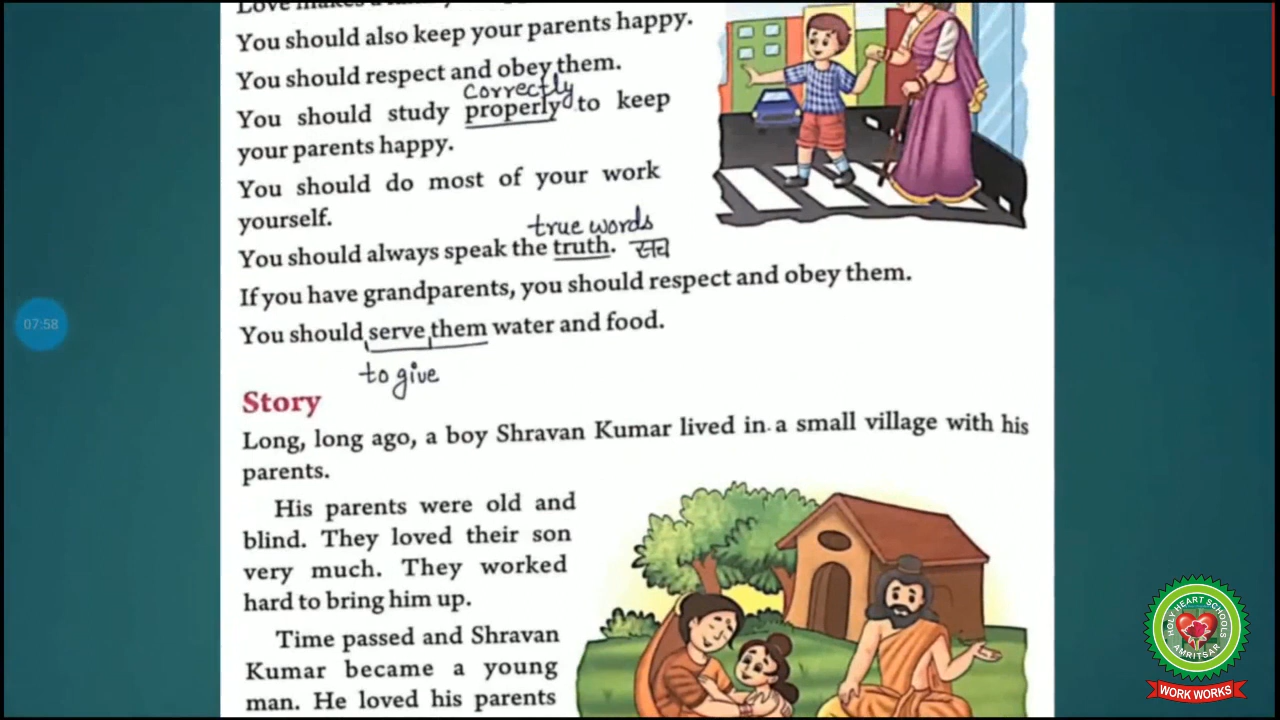 Love makes a
You should also keep your parents happy.
You should respect and obey them.
correctly
You should study properly to keep
your parents happy.
You should do most of your work
yourself.
true words
You should always speak the truth. सच
If you have grandparents, you should respect and obey them.
You should serve them water and food.
to give
07:58
Story
Long, long ago, a boy Shravan Kumar lived in a small village with his
parents.
His parents were old and
blind. They loved their son
very much. They worked
hard to bring him up.
Time passed and Shravan
Kumar became a young
man. He loved his parents
HOLY HEART SCHOOLS
AMRITSAR
WORK WORKS